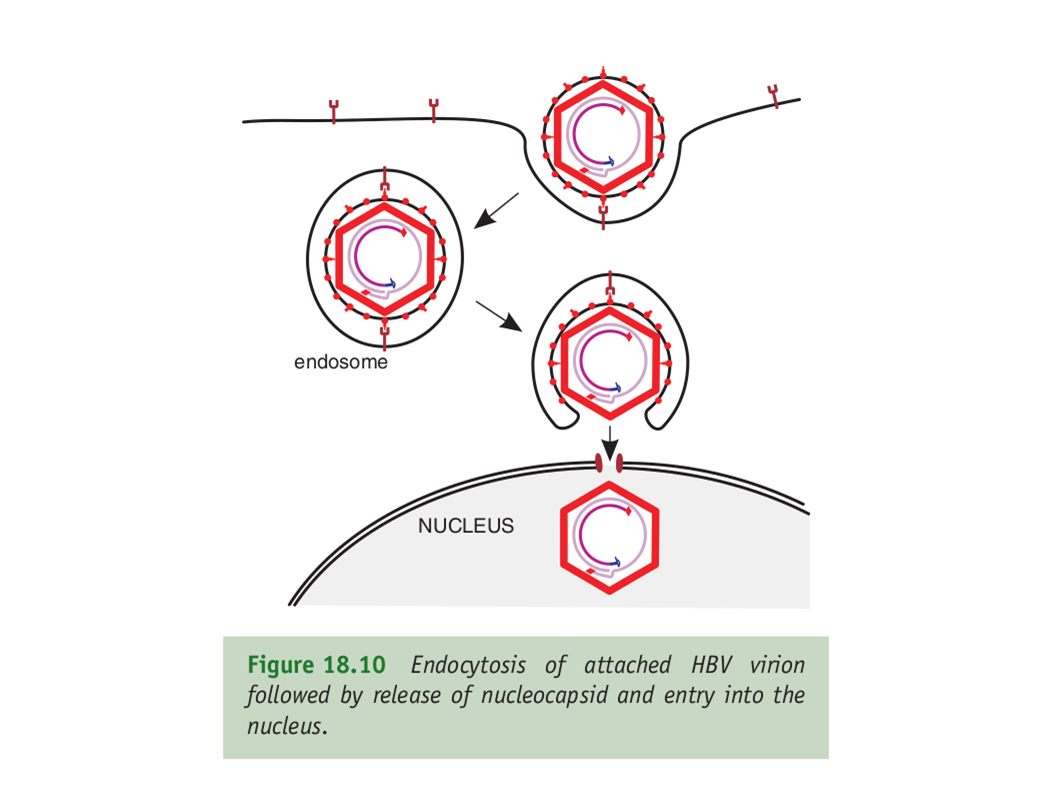 endosome
NUCLEUS
Figure 18.10 Endocytosis of attached HBV virion
followed by release of nucleocapsid and entry into the
nucleus.